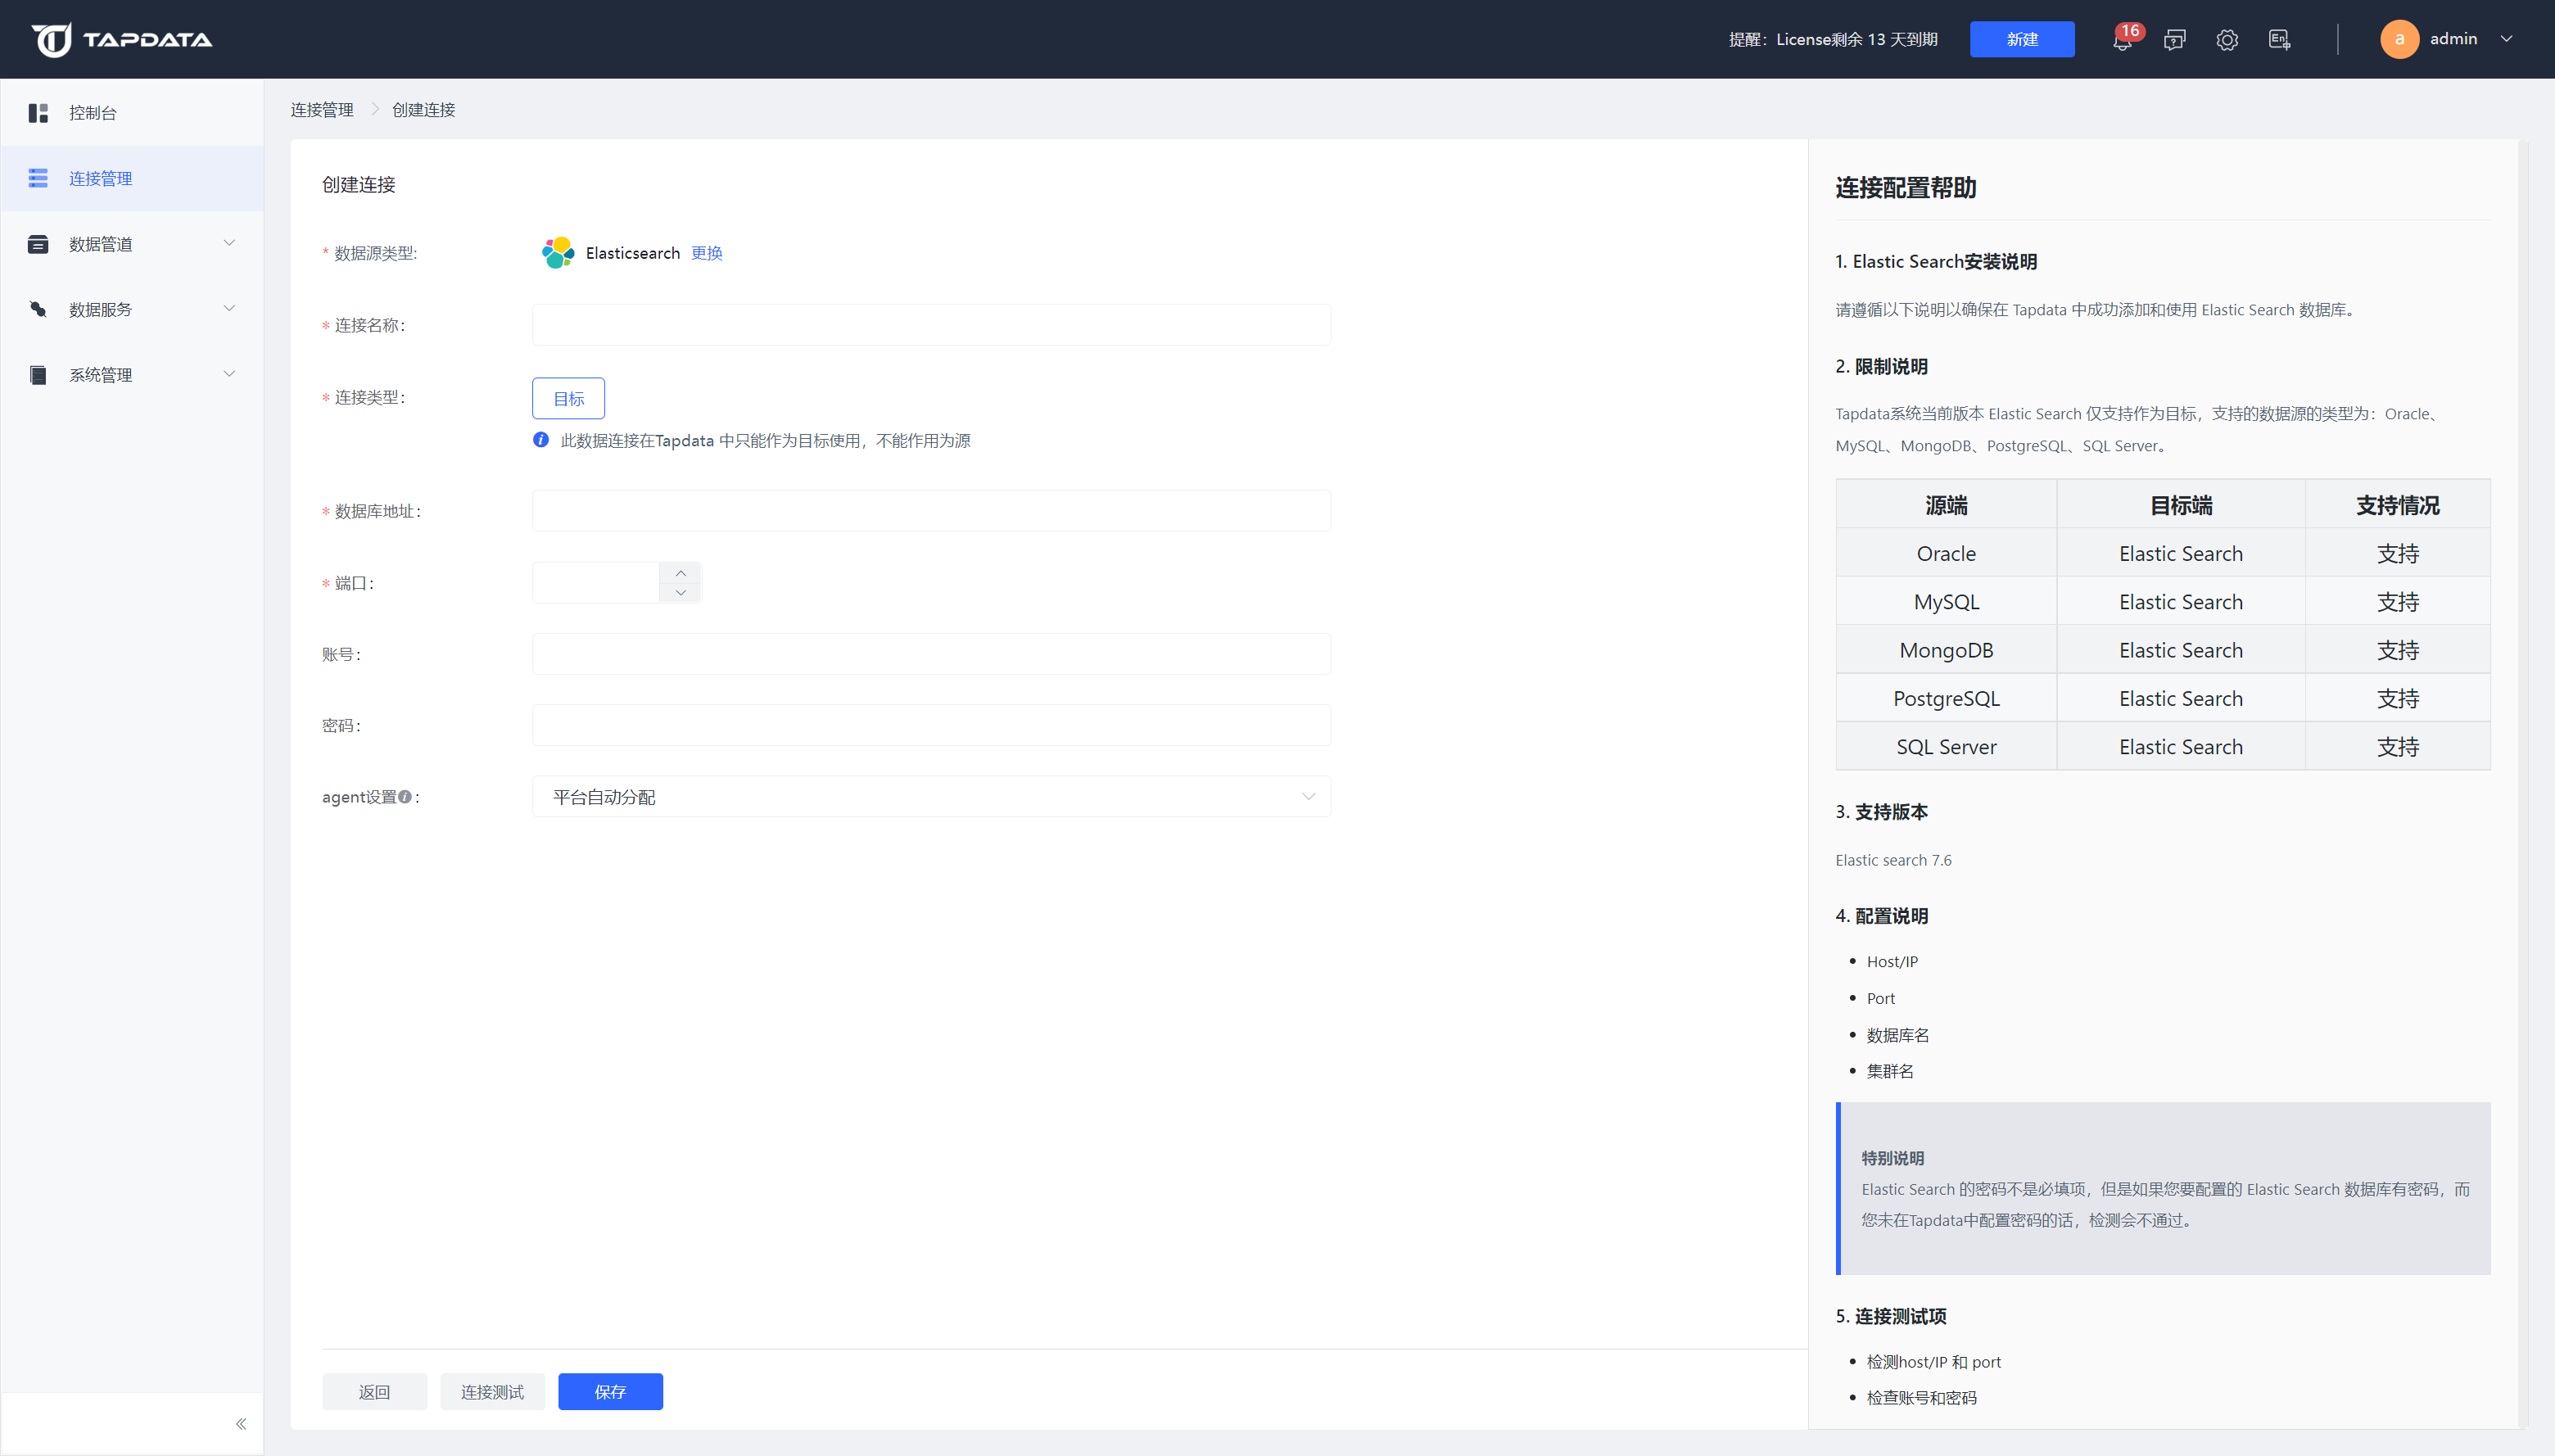 TAPDATA
提醒：License剩余 13 天到期
新建
16
En
a
admin
控制台
连接管理
数据管道
数据服务
系统管理
连接管理 > 创建连接
创建连接
* 数据源类型:
Elasticsearch 更换
* 连接名称:
* 连接类型:
目标
此数据连接在Tapdata 中只能作为目标使用，不能作用为源
* 数据库地址:
* 端口:
账号:
密码:
agent设置:
平台自动分配
返回
连接测试
保存
连接配置帮助
1. Elastic Search安装说明
请遵循以下说明以确保在 Tapdata 中成功添加和使用 Elastic Search 数据库。
2. 限制说明
Tapdata系统当前版本 Elastic Search 仅支持作为目标，支持的数据源的类型为：Oracle、
MySQL、MongoDB、PostgreSQL、SQL Server。
源端 目标端 支持情况
Oracle Elastic Search 支持
MySQL Elastic Search 支持
MongoDB Elastic Search 支持
PostgreSQL Elastic Search 支持
SQL Server Elastic Search 支持
3. 支持版本
Elastic search 7.6
4. 配置说明
• Host/IP
• Port
• 数据库名
• 集群名
特别说明
Elastic Search 的密码不是必填项，但是如果您要配置的 Elastic Search 数据库有密码，而
您未在Tapdata中配置密码的话，检测会不通过。
5. 连接测试项
• 检测host/IP 和 port
• 检查账号和密码